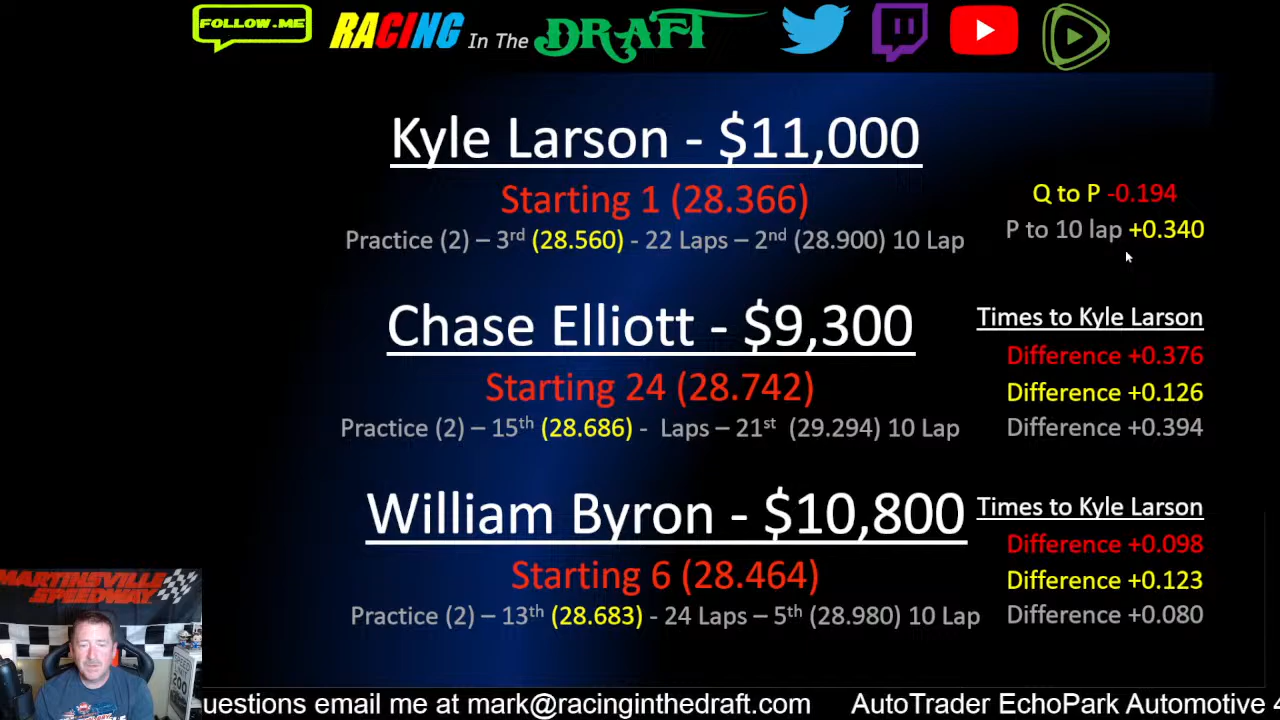 FOLLOW.ME
RACING In The DRAFT
Kyle Larson - $11,000
Starting 1 (28.366)
Practice (2) – 3rd (28.560) - 22 Laps – 2nd (28.900) 10 Lap
Q to P -0.194
P to 10 lap +0.340
Chase Elliott - $9,300
Starting 24 (28.742)
Practice (2) – 15th (28.686) - Laps – 21st (29.294) 10 Lap
Times to Kyle Larson
Difference +0.376
Difference +0.126
Difference +0.394
William Byron - $10,800
Starting 6 (28.464)
Practice (2) – 13th (28.683) - 24 Laps – 5th (28.980) 10 Lap
Times to Kyle Larson
Difference +0.098
Difference +0.123
Difference +0.080
MARTINSVILLE
SPEEDWAY
uestions email me at mark@racinginthedraft.com AutoTrader EchoPark Automotive 4